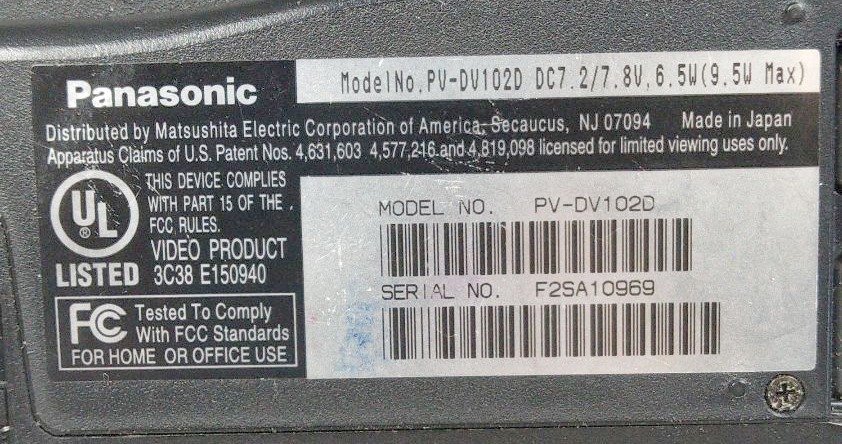 Panasonic
Model No. PV-DV102D DC7.2/7.8V, 6.5W(9.5W Max)
Distributed by Matsushita Electric Corporation of America, Secaucus, NJ 07094 Made in Japan
Apparatus Claims of U.S. Patent Nos. 4,631,603 4,577,216 and 4,819,098 licensed for limited viewing uses only.
UL ®
LISTED
THIS DEVICE COMPLIES
WITH PART 15 OF THE
FCC RULES.
VIDEO PRODUCT
3C38 E150940
FC Tested To Comply
With FCC Standards
FOR HOME OR OFFICE USE
MODEL NO. PV-DV102D
SERIAL NO. F2SA10969